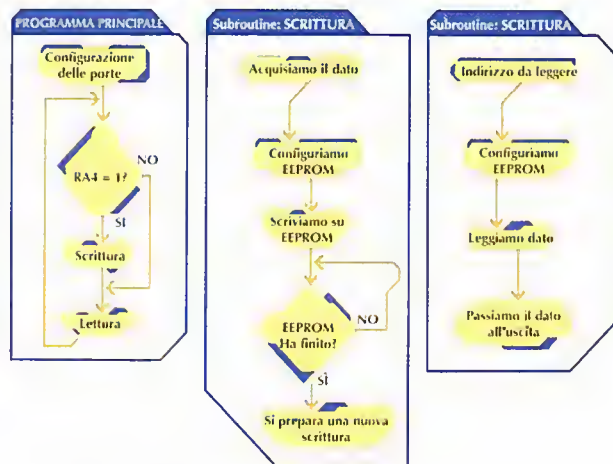 PROGRAMMA PRINCIPALE
Configurazione
delle porte
RA4 = 1?
NO
SI
Scrittura
Lettura
Subroutine: SCRITTURA
Acquisiamo il dato
Configuriamo
EEPROM
Scriviamo su
EEPROM
EEPROM
Ha finito?
NO
SÌ
Si prepara una nuova
scrittura
Subroutine: SCRITTURA
Indirizzo da leggere
Configuriamo
EEPROM
Leggiamo dato
Passiamo il dato
all'uscita